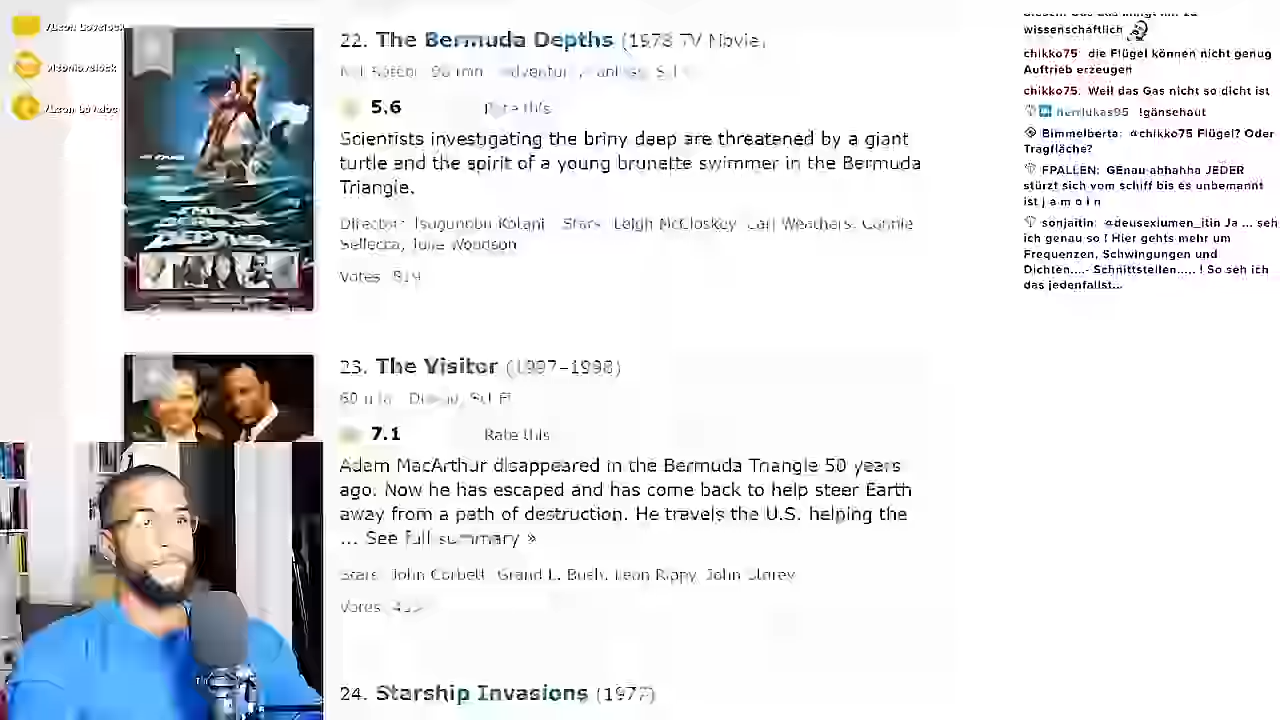 /Leon Lovelock
22. The Bermuda Depths (1978 TV Movie)
5.6 Rate this
Scientists investigating the briny deep are threatened by a giant
turtle and the spirit of a young brunette swimmer in the Bermuda
Triangle.
Director: Tsugunobu Kotani Stars: Leigh McCloskey, Carl Weathers, Connie
Sellecca, Julie Woodson
Votes
23. The Visitor (1997–1998)
7.1 Rate this
Adam MacArthur disappeared in the Bermuda Triangle 50 years
ago. Now he has escaped and has come back to help steer Earth
away from a path of destruction. He travels the U.S. helping the
... See full summary »
Stars: John Corbett, Grand L. Bush, Leon Rippy, John Storey
Votes
24. Starship Invasions (1977)
wissenschaftlich
chikko75: die Flügel können nicht genug
Auftrieb erzeugen
chikko75: Weil das Gas nicht so dicht ist
herrlukas95 !gänsehaut
Bimmelberta: @chikko75 Flügel? Oder
Tragfläche?
FPALLEN: GEnau ahhahha JEDER
stürzt sich vom schiff bis es unbemannt
ist j a m o i n
sonjaitin: @deusexlumen_itin Ja ... seh
ich genau so ! Hier gehts mehr um
Frequenzen, Schwingungen und
Dichten....- Schnittstellen..... ! So seh ich
das jedenfallst...